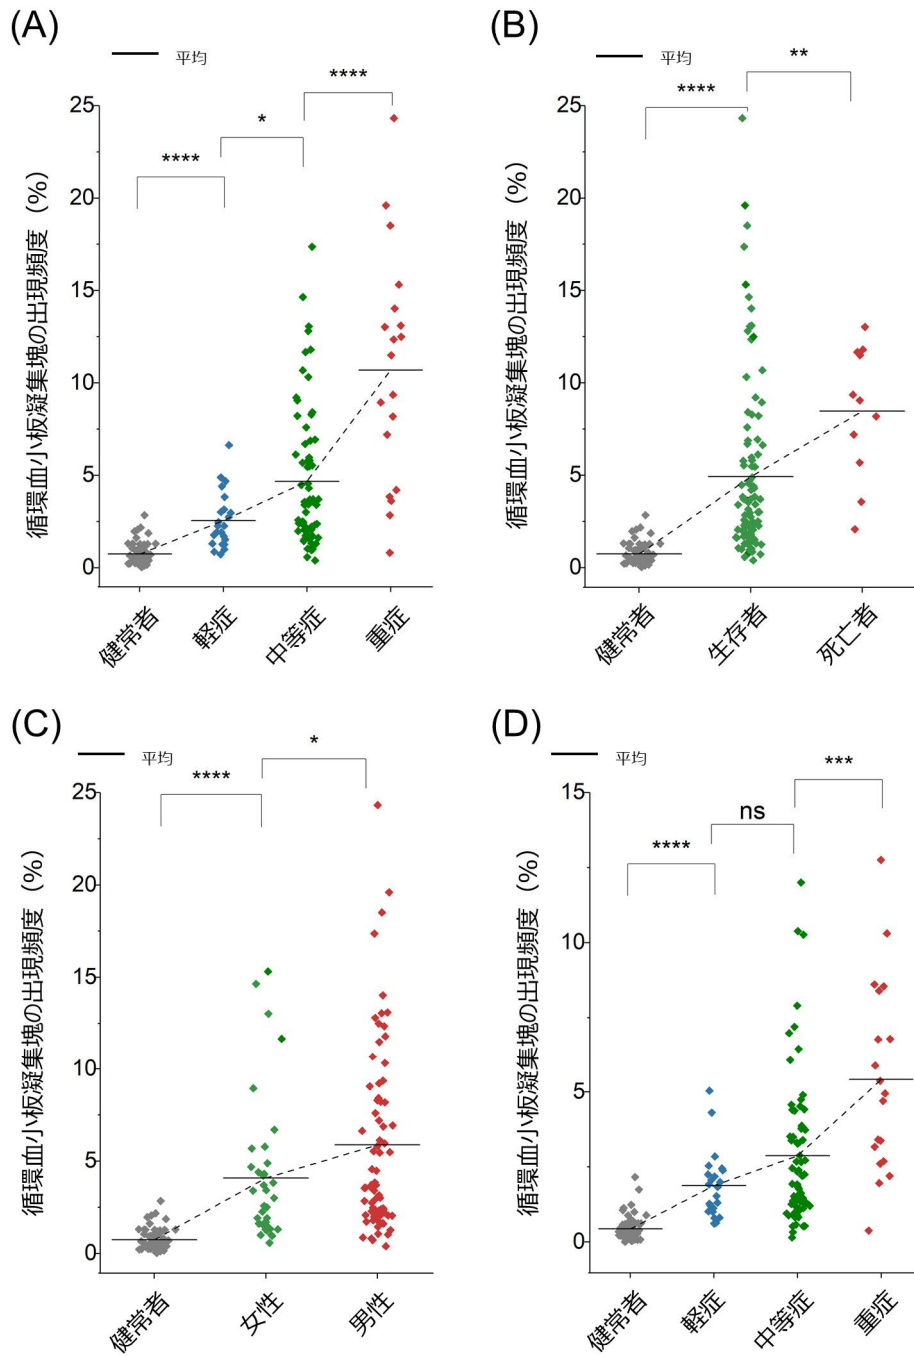 (A)
平均
****
*
****
循環血小板凝集塊の出現頻度 (%)
25
20
15
10
5
0
健常者
軽症
中等症
重症
(B)
平均
**
****
循環血小板凝集塊の出現頻度 (%)
25
20
15
10
5
0
健常者
生存者
死亡者
(C)
平均
*
****
循環血小板凝集塊の出現頻度 (%)
25
20
15
10
5
0
健常者
女性
男性
(D)
平均
***
ns
****
循環血小板凝集塊の出現頻度 (%)
15
10
5
0
健常者
軽症
中等症
重症